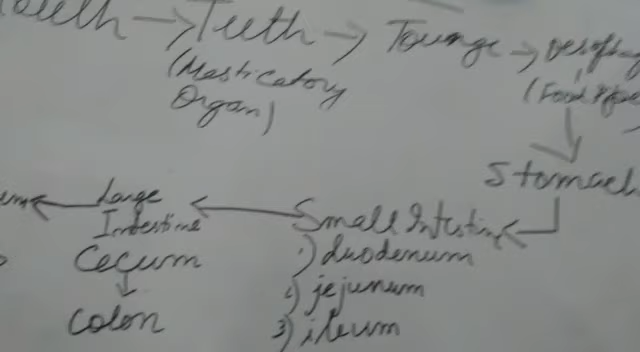 Teeth → Tounge →
(Masticatory
Organ)
Stomach
Large ← Small Intestine ←
Intestine
Cecum
Colon
1) duodenum
2) jejunum
3) ileum